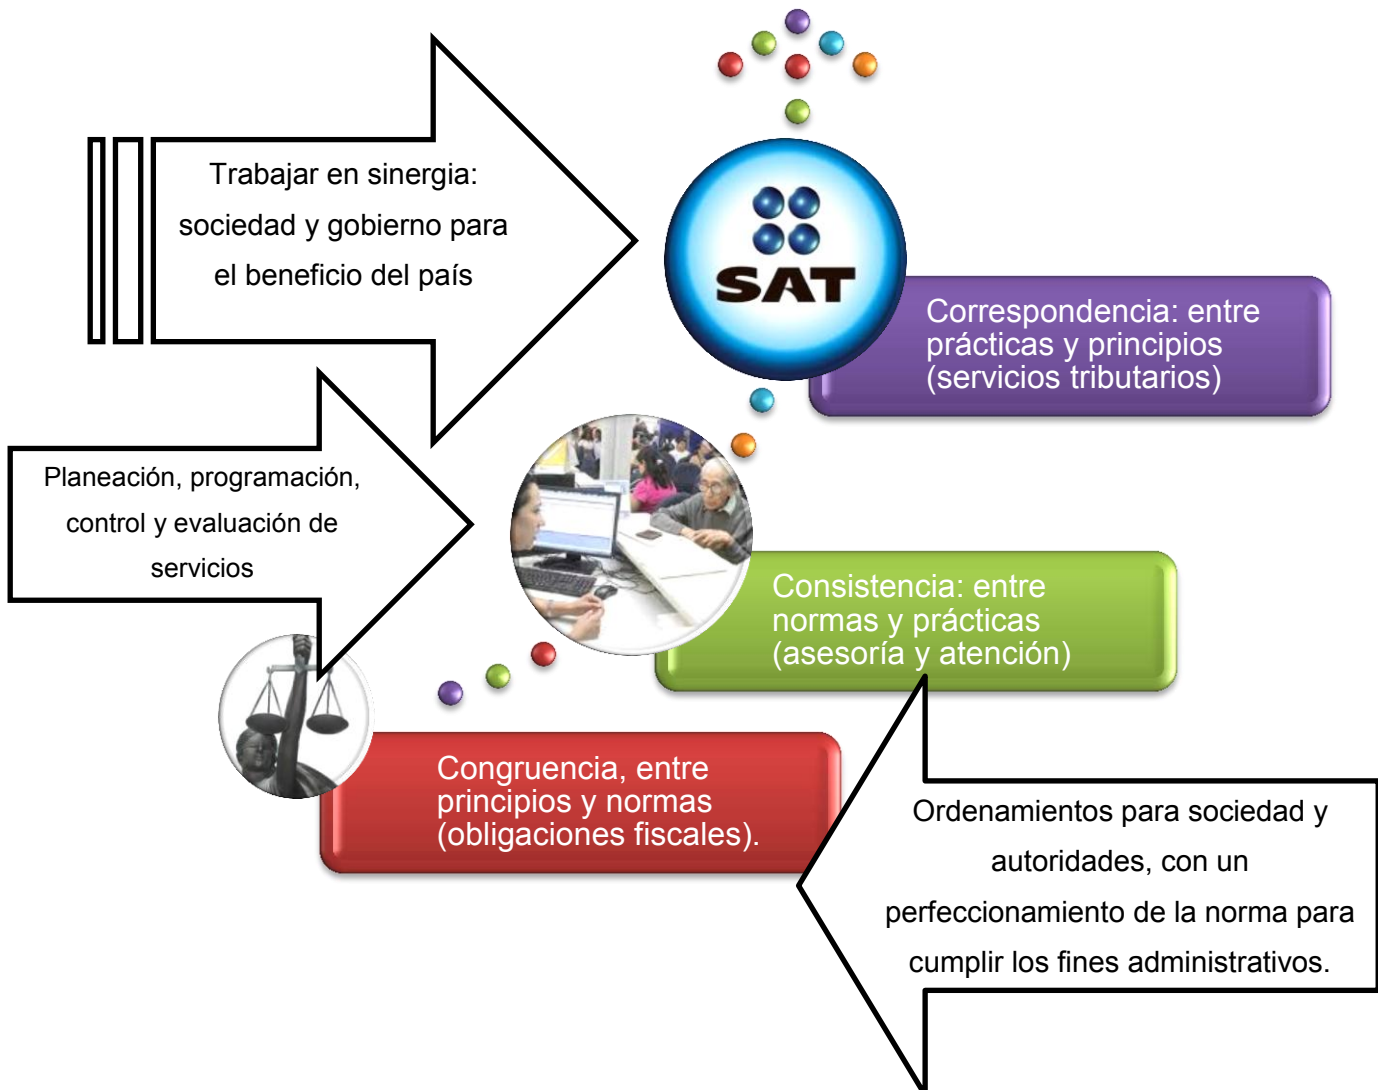 Trabajar en sinergia:
sociedad y gobierno para
el beneficio del país
SAT
Correspondencia: entre
prácticas y principios
(servicios tributarios)
Planeación, programación,
control y evaluación de
servicios
Consistencia: entre
normas y prácticas
(asesoría y atención)
Congruencia, entre
principios y normas
(obligaciones fiscales).
Ordenamientos para sociedad y
autoridades, con un
perfeccionamiento de la norma para
cumplir los fines administrativos.